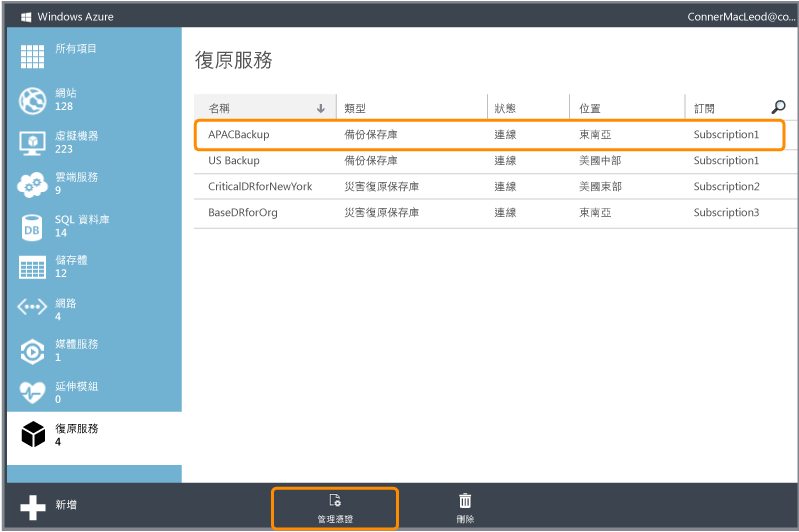 Windows Azure
ConnerMacLeod@co...
所有項目
網站
128
虛擬機器
223
雲端服務
9
SQL 資料庫
14
儲存體
12
網路
4
媒體服務
1
延伸模組
0
復原服務
4
復原服務
名稱 類型 狀態 位置 訂閱
APACBackup 備份保存庫 連線 東南亞 Subscription1
US Backup 備份保存庫 連線 美國中部 Subscription1
CriticalDRforNewYork 災害復原保存庫 連線 美國東部 Subscription2
BaseDRforOrg 災害復原保存庫 連線 東南亞 Subscription3
新增
管理憑證
刪除
DB